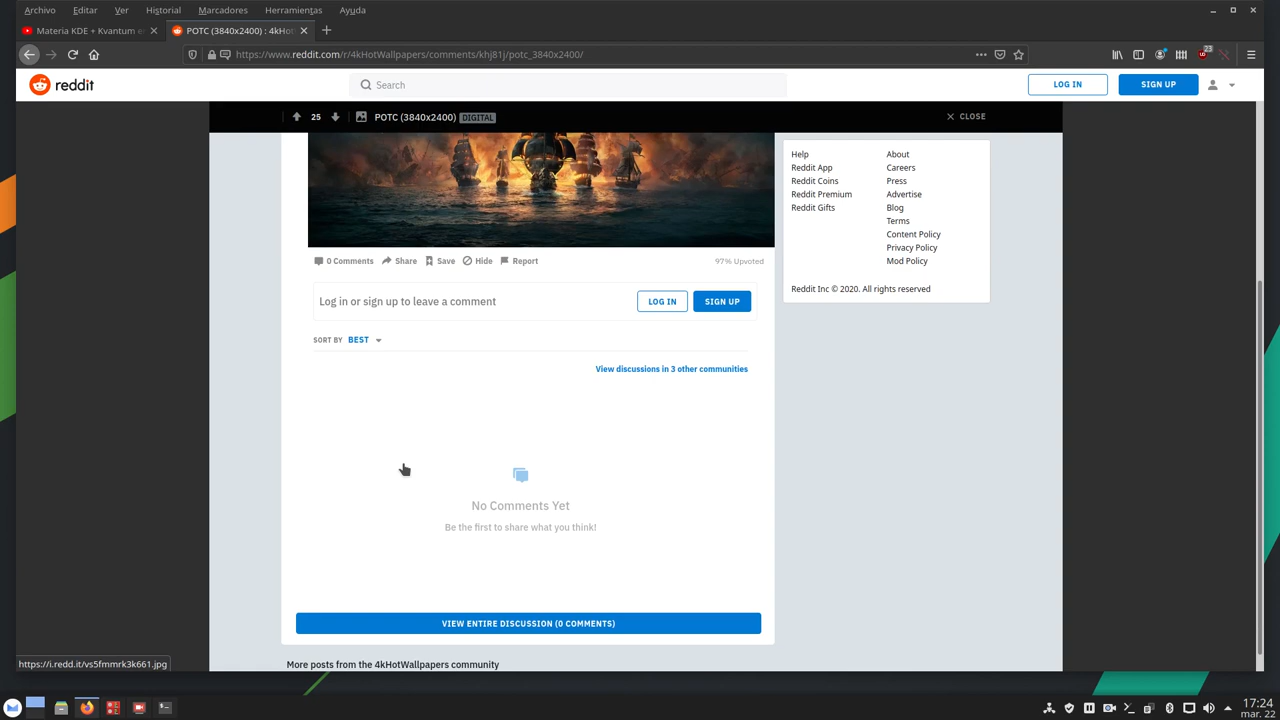 Archivo Editar Ver Historial Marcadores Herramientas Ayuda
Materia KDE + Kvantum e
POTC (3840x2400) : 4kHot
https://www.reddit.com/r/4kHotWallpapers/comments/khj81j/potc_3840x2400/
23
reddit
Search
LOG IN
SIGN UP
25
POTC (3840x2400)
DIGITAL
CLOSE
0 Comments Share Save Hide Report
97% Upvoted
Log in or sign up to leave a comment
LOG IN
SIGN UP
SORT BY BEST
View discussions in 3 other communities
No Comments Yet
Be the first to share what you think!
VIEW ENTIRE DISCUSSION (0 COMMENTS)
More posts from the 4kHotWallpapers community
Help
Reddit App
Reddit Coins
Reddit Premium
Reddit Gifts
About
Careers
Press
Advertise
Blog
Terms
Content Policy
Privacy Policy
Mod Policy
Reddit Inc © 2020. All rights reserved
https://i.redd.it/vs5fmmrk3k661.jpg
17:24
mar. 22